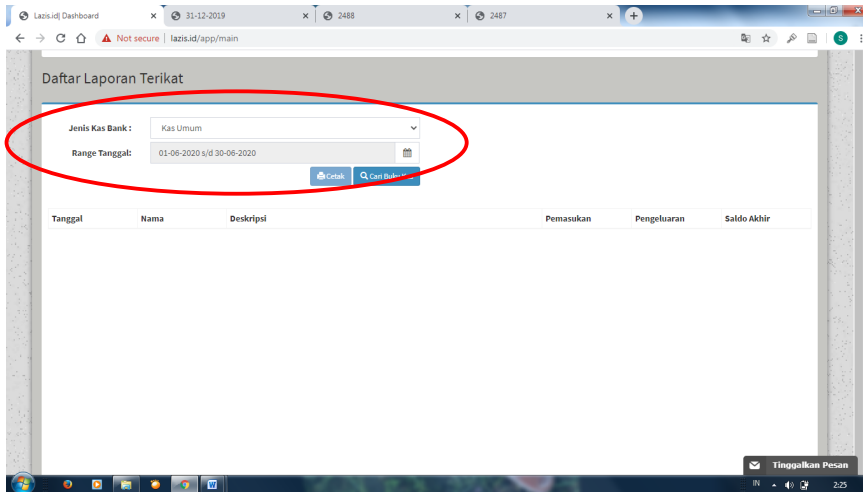 Lazis.id| Dashboard
31-12-2019
2488
2487
Not secure | lazis.id/app/main
S
Daftar Laporan Terikat
Jenis Kas Bank : Kas Umum
Range Tanggal: 01-06-2020 s/d 30-06-2020
Cetak Cari Buku
Tanggal Nama Deskripsi Pemasukan Pengeluaran Saldo Akhir
Tinggalkan Pesan
IN 2:25